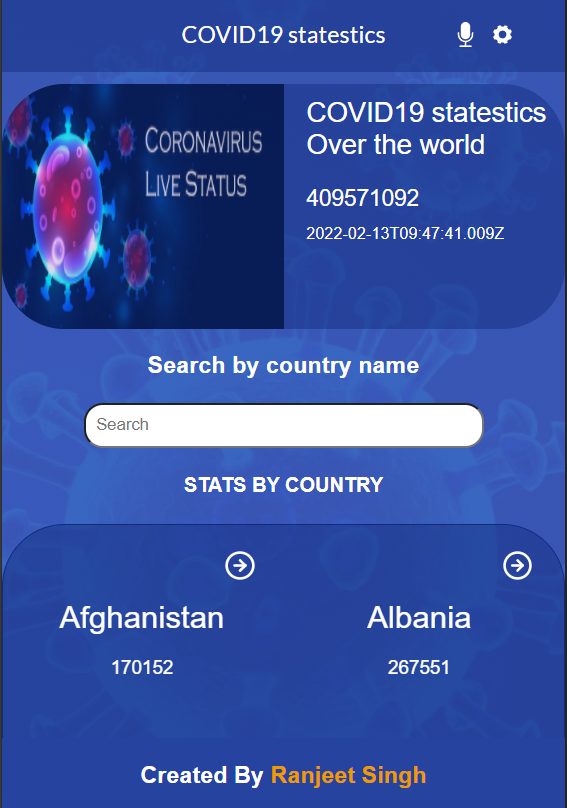 COVID19 statestics
CORONAVIRUS
LIVE STATUS
COVID19 statestics
Over the world
409571092
2022-02-13T09:47:41.009Z
Search by country name
Search
STATS BY COUNTRY
Afghanistan
170152
Albania
267551
Created By Ranjeet Singh